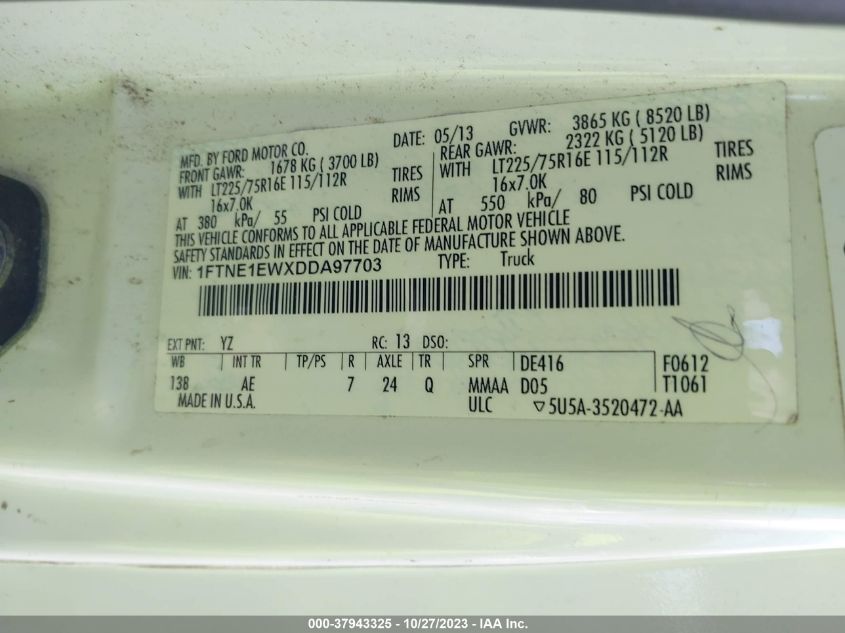 MFD. BY FORD MOTOR CO. DATE: 05/13 GVWR: 3865 KG ( 8520 LB)
FRONT GAWR: 1678 KG ( 3700 LB) REAR GAWR: 2322 KG ( 5120 LB)
WITH LT225/75R16E 115/112R TIRES WITH LT225/75R16E 115/112R TIRES
16x7.0K RIMS 16x7.0K RIMS
AT 380 kPa/ 55 PSI COLD AT 550 kPa/ 80 PSI COLD
THIS VEHICLE CONFORMS TO ALL APPLICABLE FEDERAL MOTOR VEHICLE
SAFETY STANDARDS IN EFFECT ON THE DATE OF MANUFACTURE SHOWN ABOVE.
VIN: 1FTNE1EWXDDA97703 TYPE: Truck
EXT PNT: YZ RC: 13 DSO:
WB INT TR TP/PS R AXLE TR SPR DE416 F0612
138 AE 7 24 Q MMAA D05 T1061
MADE IN U.S.A. ULC ▽5U5A-3520472-AA
000-37943325 - 10/27/2023 - IAA Inc.